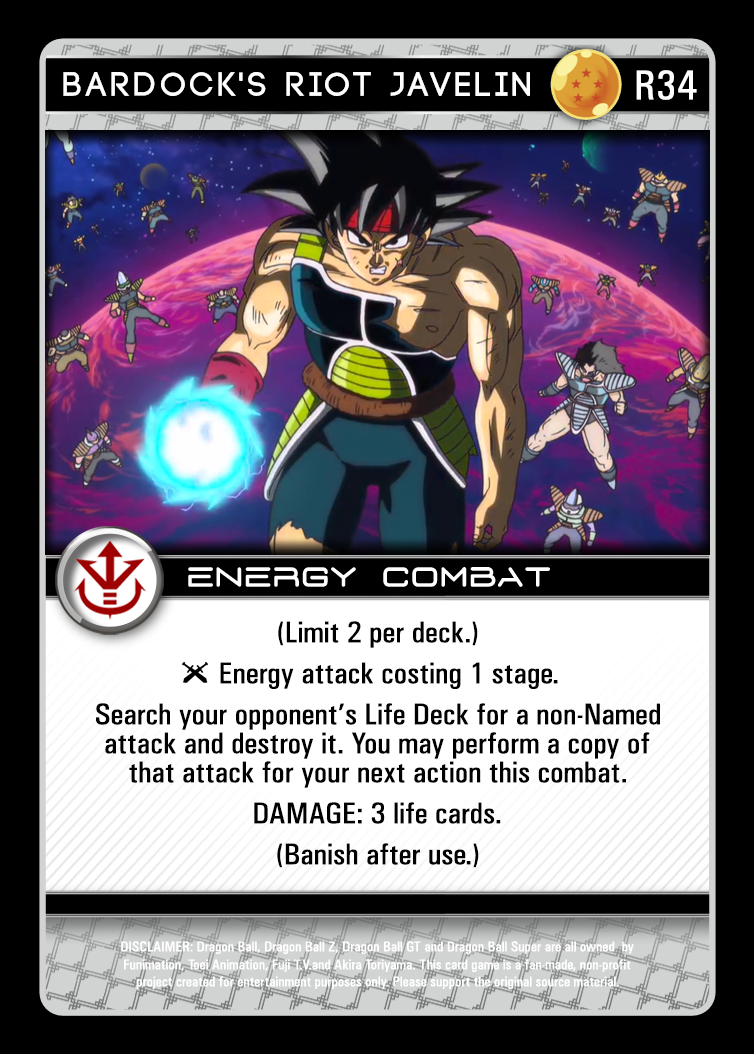 BARDOCK'S RIOT JAVELIN R34
ENERGY COMBAT
(Limit 2 per deck.)
Energy attack costing 1 stage.
Search your opponent's Life Deck for a non-Named
attack and destroy it. You may perform a copy of
that attack for your next action this combat.
DAMAGE: 3 life cards.
(Banish after use.)
DISCLAIMER: Dragon Ball, Dragon Ball Z, Dragon Ball GT and Dragon Ball Super are all owned by
Funimation, Toei Animation, Fuji T.V.and Akira Toriyama. This card game is a fan-made, non-profit
project created for entertainment purposes only. Please support the original source material.